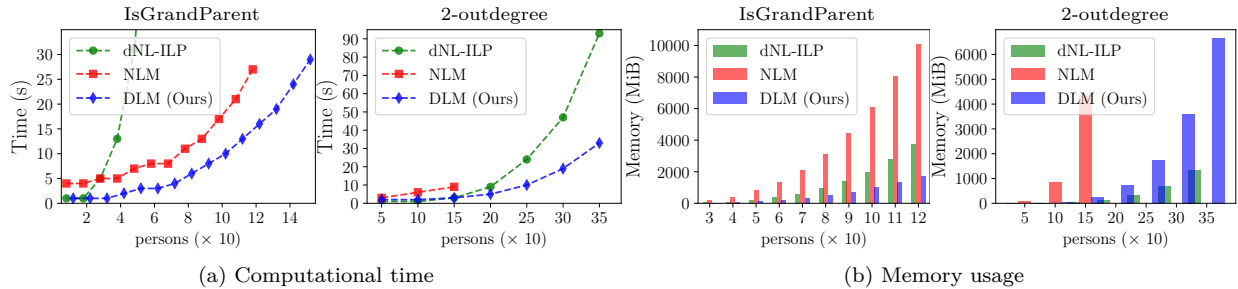 IsGrandParent
Time (s)
30
25
20
15
10
5
0
dNL-ILP
NLM
DLM (Ours)
2 4 6 8 10 12 14
persons (× 10)
2-outdegree
Time (s)
90
80
70
60
50
40
30
20
10
0
dNL-ILP
NLM
DLM (Ours)
5 10 15 20 25 30 35
persons (× 10)
(a) Computational time
IsGrandParent
Memory (MiB)
10000
8000
6000
4000
2000
0
dNL-ILP
NLM
DLM (Ours)
3 4 5 6 7 8 9 10 11 12
persons (× 10)
2-outdegree
Memory (MiB)
6000
5000
4000
3000
2000
1000
0
dNL-ILP
NLM
DLM (Ours)
5 10 15 20 25 30 35
persons (× 10)
(b) Memory usage